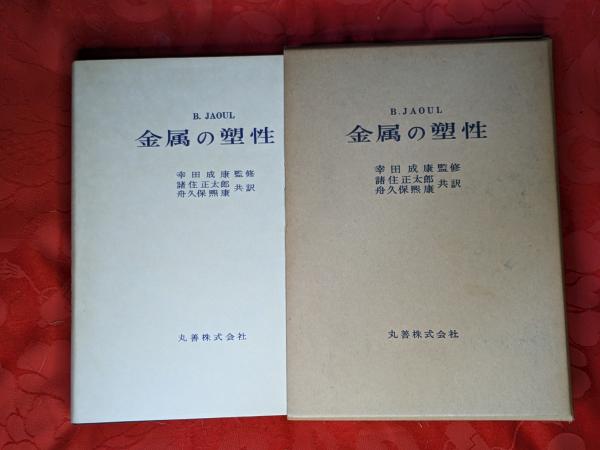 B. JAOUL
金属の塑性
幸田成康監修
諸住正太郎
舟久保熙康
共訳
丸善株式会社
B. JAOUL
金属の塑性
幸田成康監修
諸住正太郎
舟久保熙康
共訳
丸善株式会社